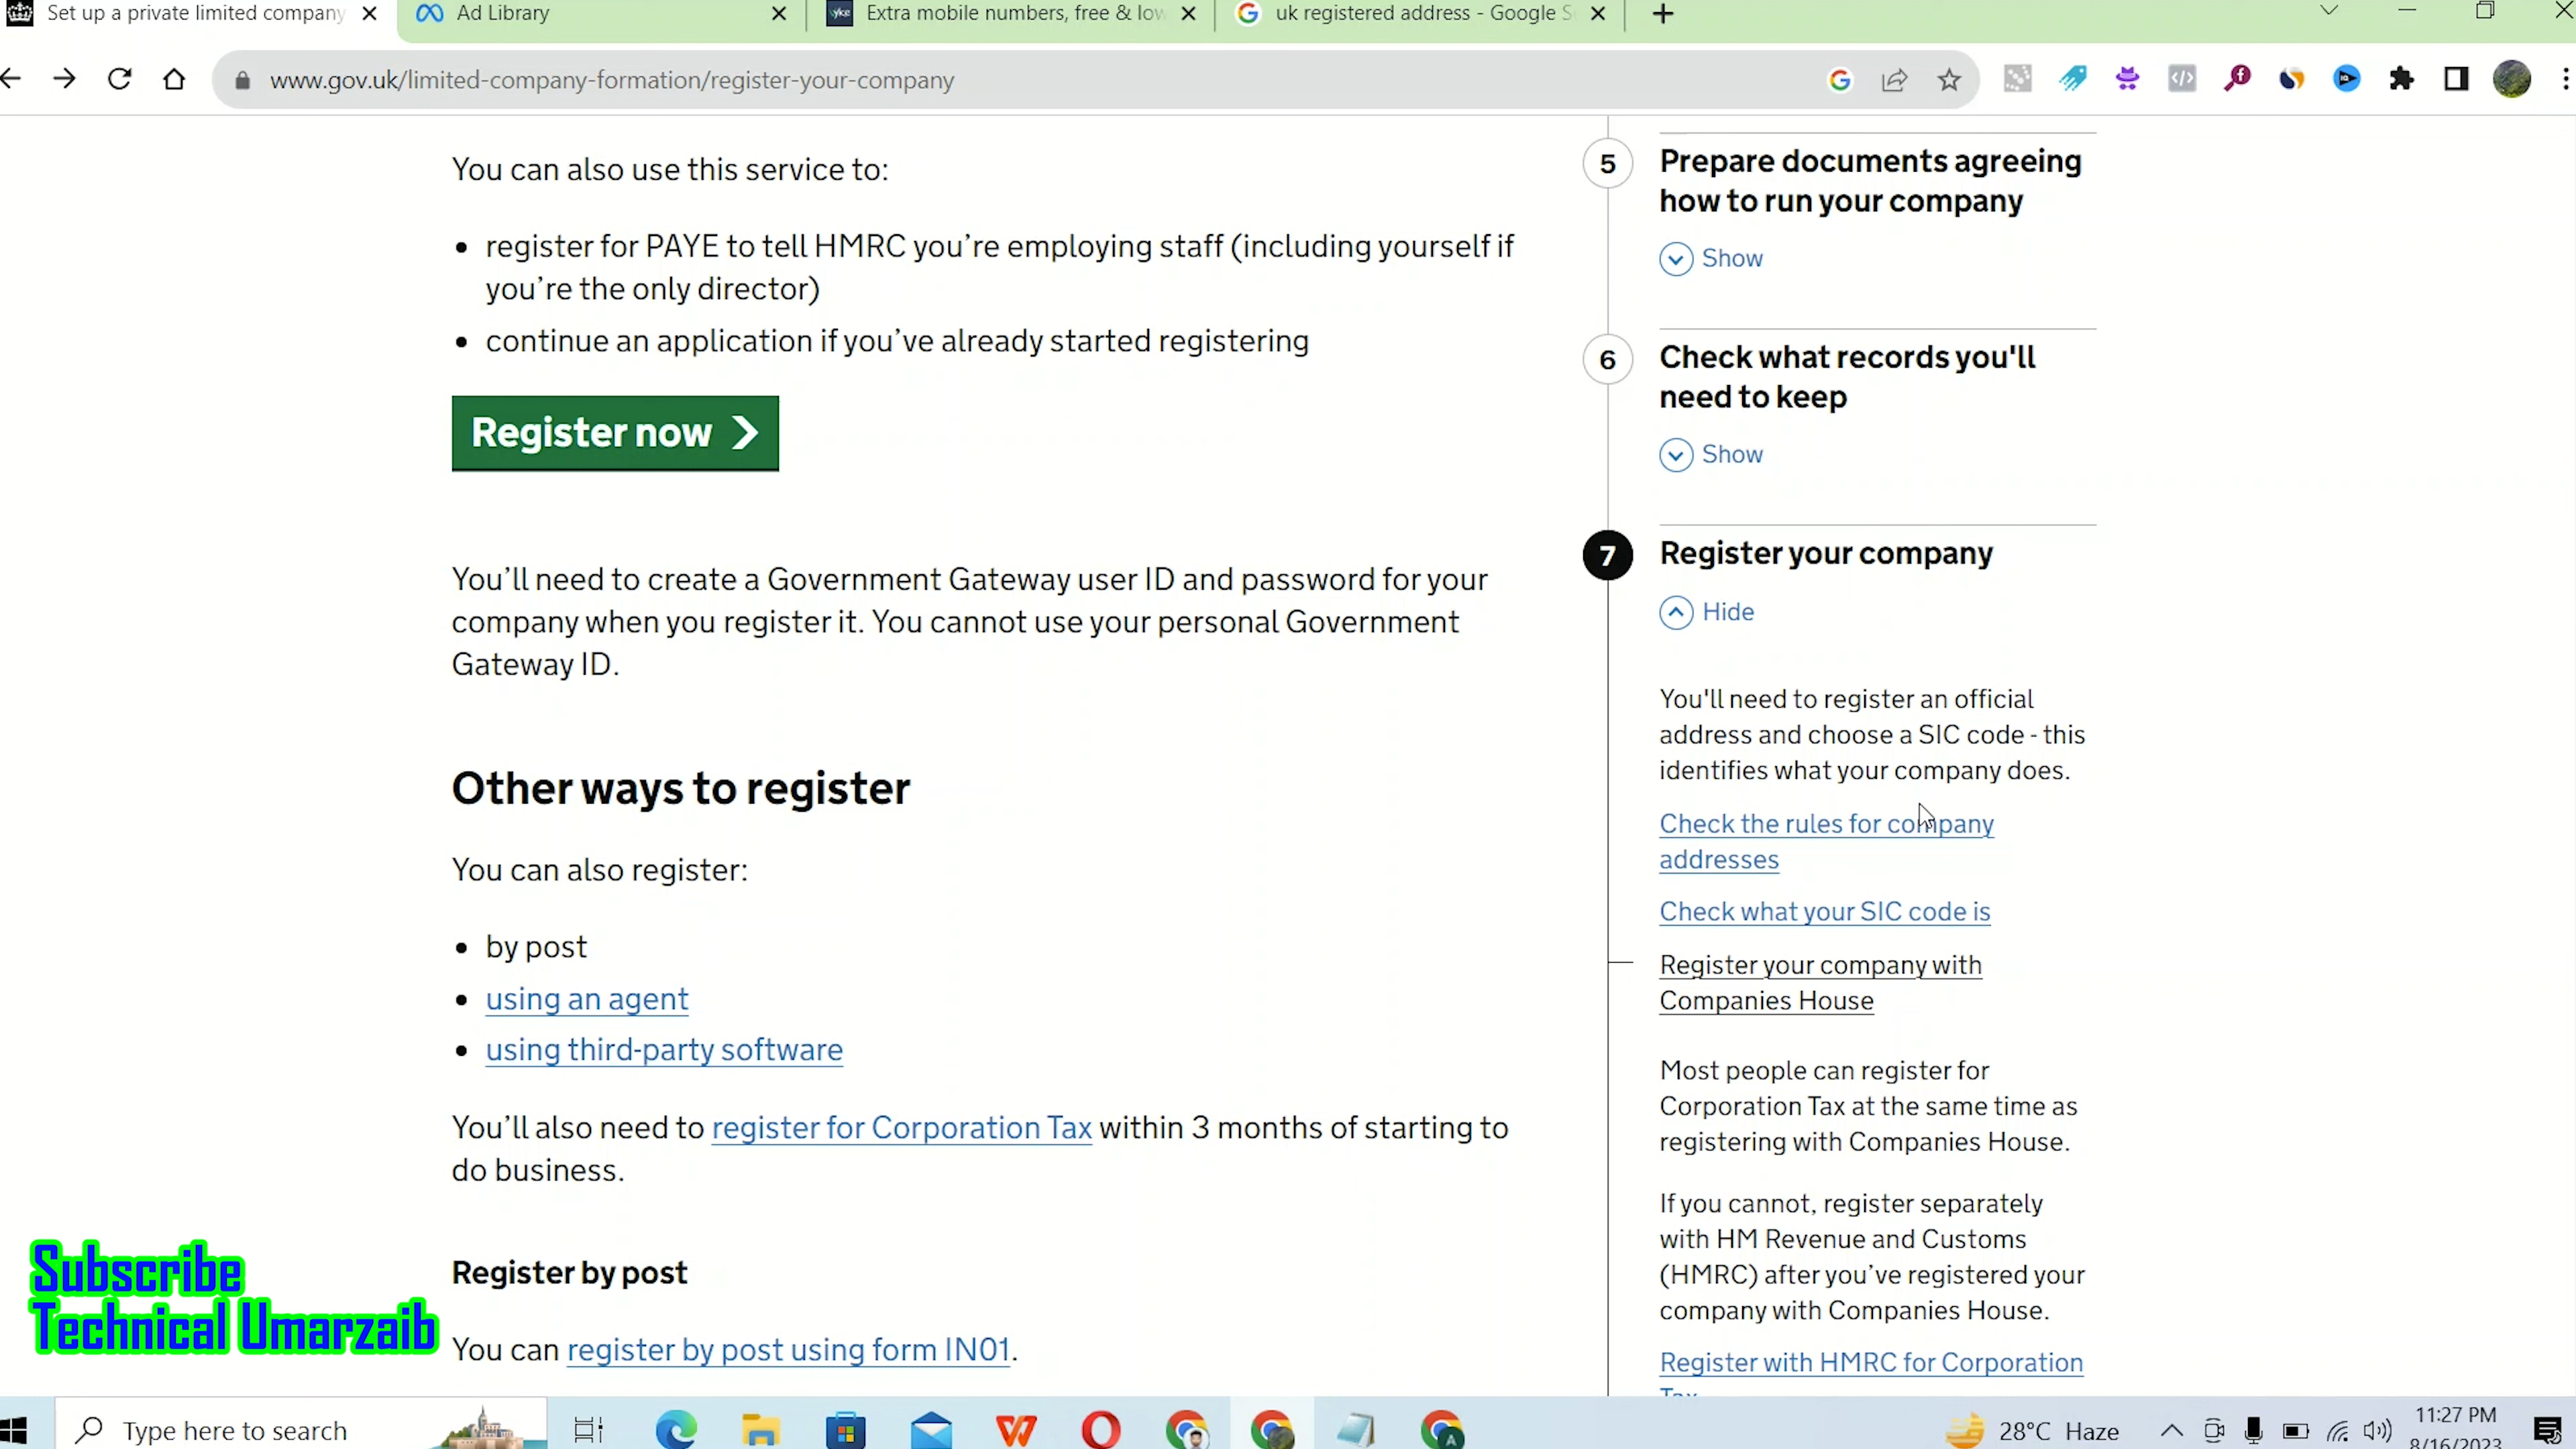 Set up a private limited company
Ad Library
Extra mobile numbers, free & low
uk registered address - Google S
www.gov.uk/limited-company-formation/register-your-company
You can also use this service to:
• register for PAYE to tell HMRC you're employing staff (including yourself if
you're the only director)
• continue an application if you've already started registering
Register now
You'll need to create a Government Gateway user ID and password for your
company when you register it. You cannot use your personal Government
Gateway ID.
Other ways to register
You can also register:
• by post
• using an agent
• using third-party software
You'll also need to register for Corporation Tax within 3 months of starting to
do business.
Register by post
You can register by post using form IN01.
5 Prepare documents agreeing
how to run your company
Show
6 Check what records you'll
need to keep
Show
7 Register your company
Hide
You'll need to register an official
address and choose a SIC code - this
identifies what your company does.
Check the rules for company
addresses
Check what your SIC code is
Register your company with
Companies House
Most people can register for
Corporation Tax at the same time as
registering with Companies House.
If you cannot, register separately
with HM Revenue and Customs
(HMRC) after you've registered your
company with Companies House.
Register with HMRC for Corporation
Tax
Subscribe
Technical Umarzaib
Type here to search
28°C Haze
11:27 PM
8/16/2023